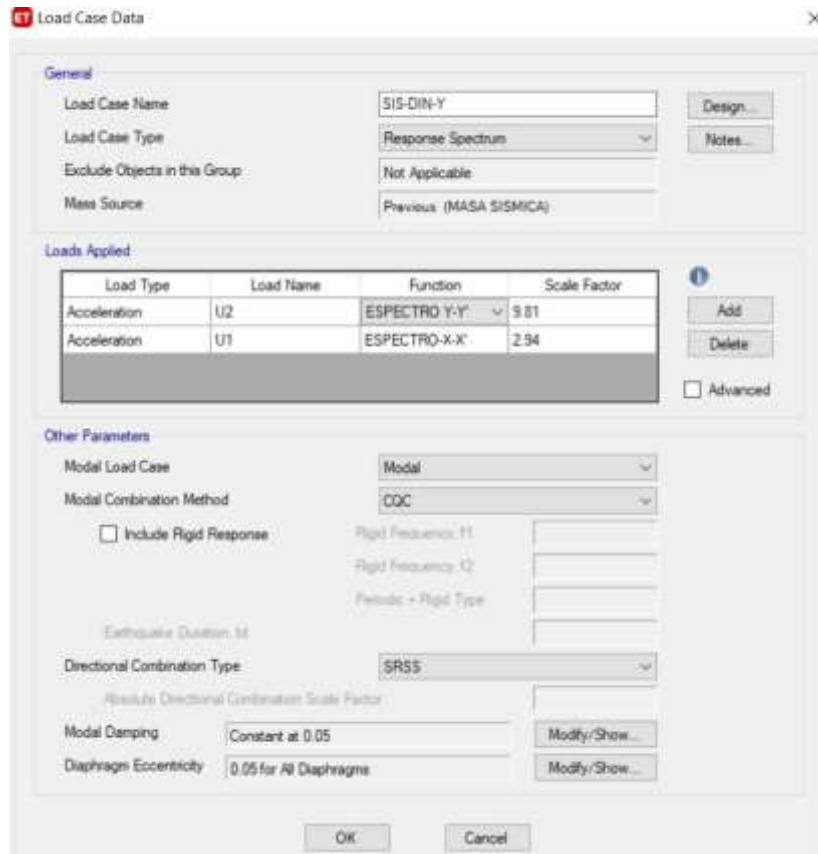 ET Load Case Data
General
Load Case Name SIS-DIN-Y Design...
Load Case Type Response Spectrum Notes...
Exclude Objects in this Group Not Applicable
Mass Source Previous (MASA SISMICA)
Loads Applied
Load Type Load Name Function Scale Factor
Acceleration U2 ESPECTRO Y-Y' 9.81 Add
Acceleration U1 ESPECTRO-X-X' 2.94 Delete
Advanced
Other Parameters
Modal Load Case Modal
Modal Combination Method CQC
Include Rigid Response Rigid Frequency, f1
Rigid Frequency, f2
Periodic + Rigid Type
Earthquake Duration, td
Directional Combination Type SRSS
Absolute Directional Combination Scale Factor
Modal Damping Constant at 0.05 Modify/Show...
Diaphragm Eccentricity 0.05 for All Diaphragms Modify/Show...
OK Cancel